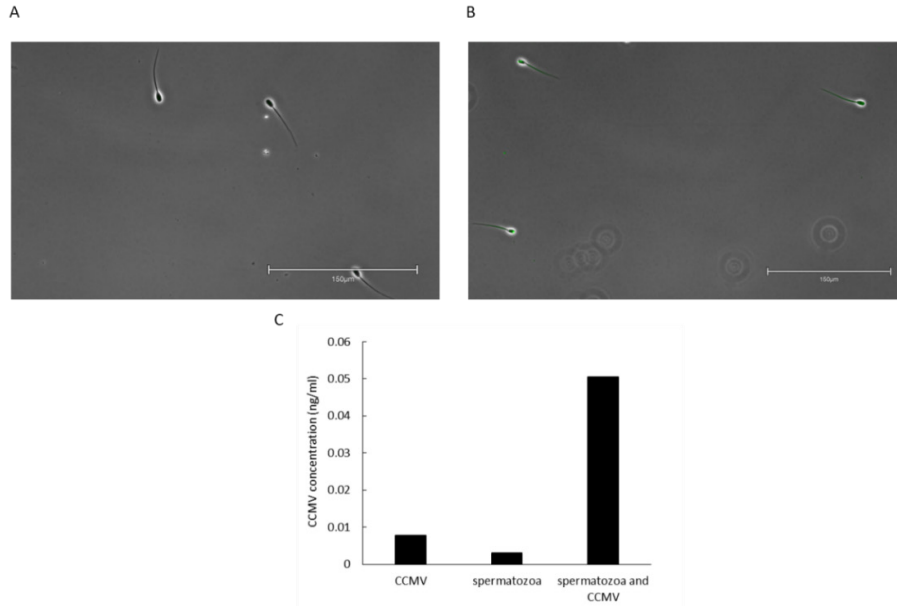 A
B
150µm
150µm
C
CCMV concentration (ng/ml)
0.06
0.05
0.04
0.03
0.02
0.01
0
CCMV
spermatozoa
spermatozoa and
CCMV